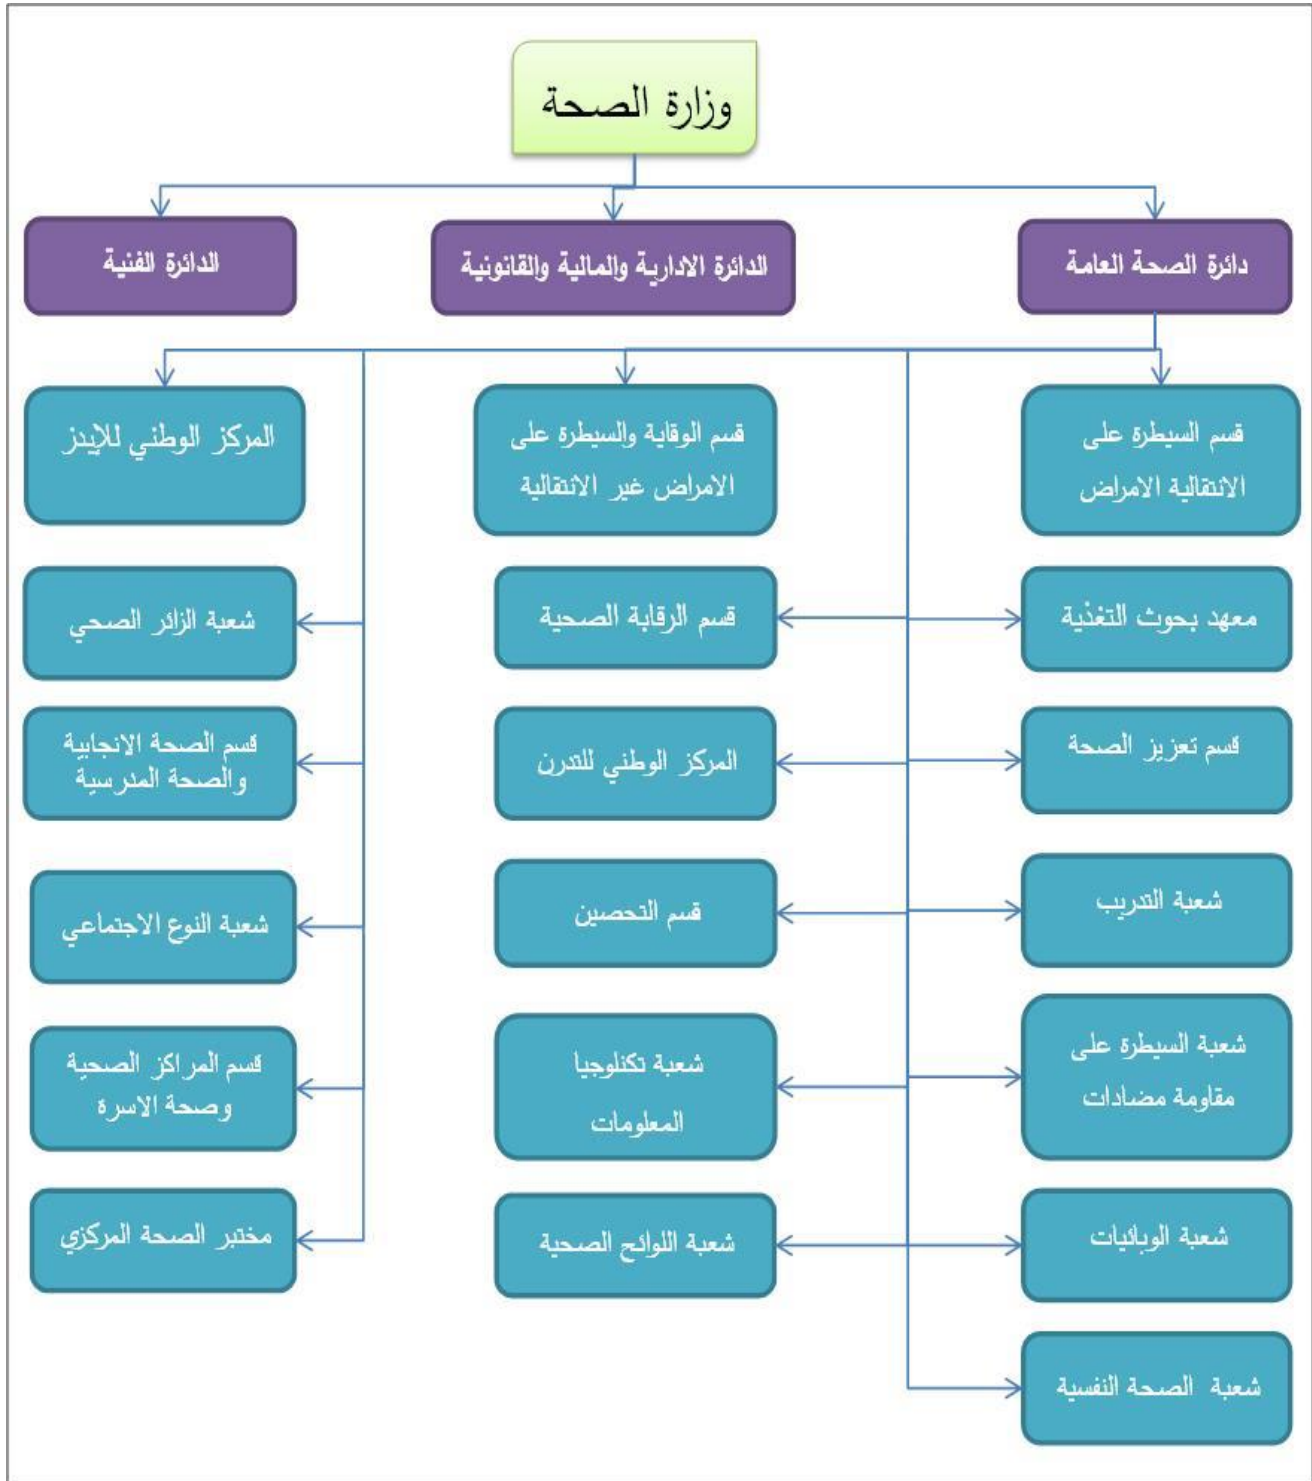 وزارة الصحة
دائرة الصحة العامة
الدائرة الادارية والمالية والقانونية
الدائرة الفنية
قسم السيطرة على
الانتقالية الامراض
قسم الوقاية والسيطرة على
الامراض غير الانتقالية
المركز الوطني للإيدز
معهد بحوث التغذية
قسم الرقابة الصحية
شعبة الزائر الصحي
قسم تعزيز الصحة
المركز الوطني للتدرن
قسم الصحة الانجابية
والصحة المدرسية
شعبة التدريب
قسم التحصين
شعبة النوع الاجتماعي
شعبة السيطرة على
مقاومة مضادات
شعبة تكنلوجيا
المعلومات
قسم المراكز الصحية
وصحة الاسرة
شعبة الوبائيات
شعبة اللوائح الصحية
مختبر الصحة المركزي
شعبة الصحة النفسية